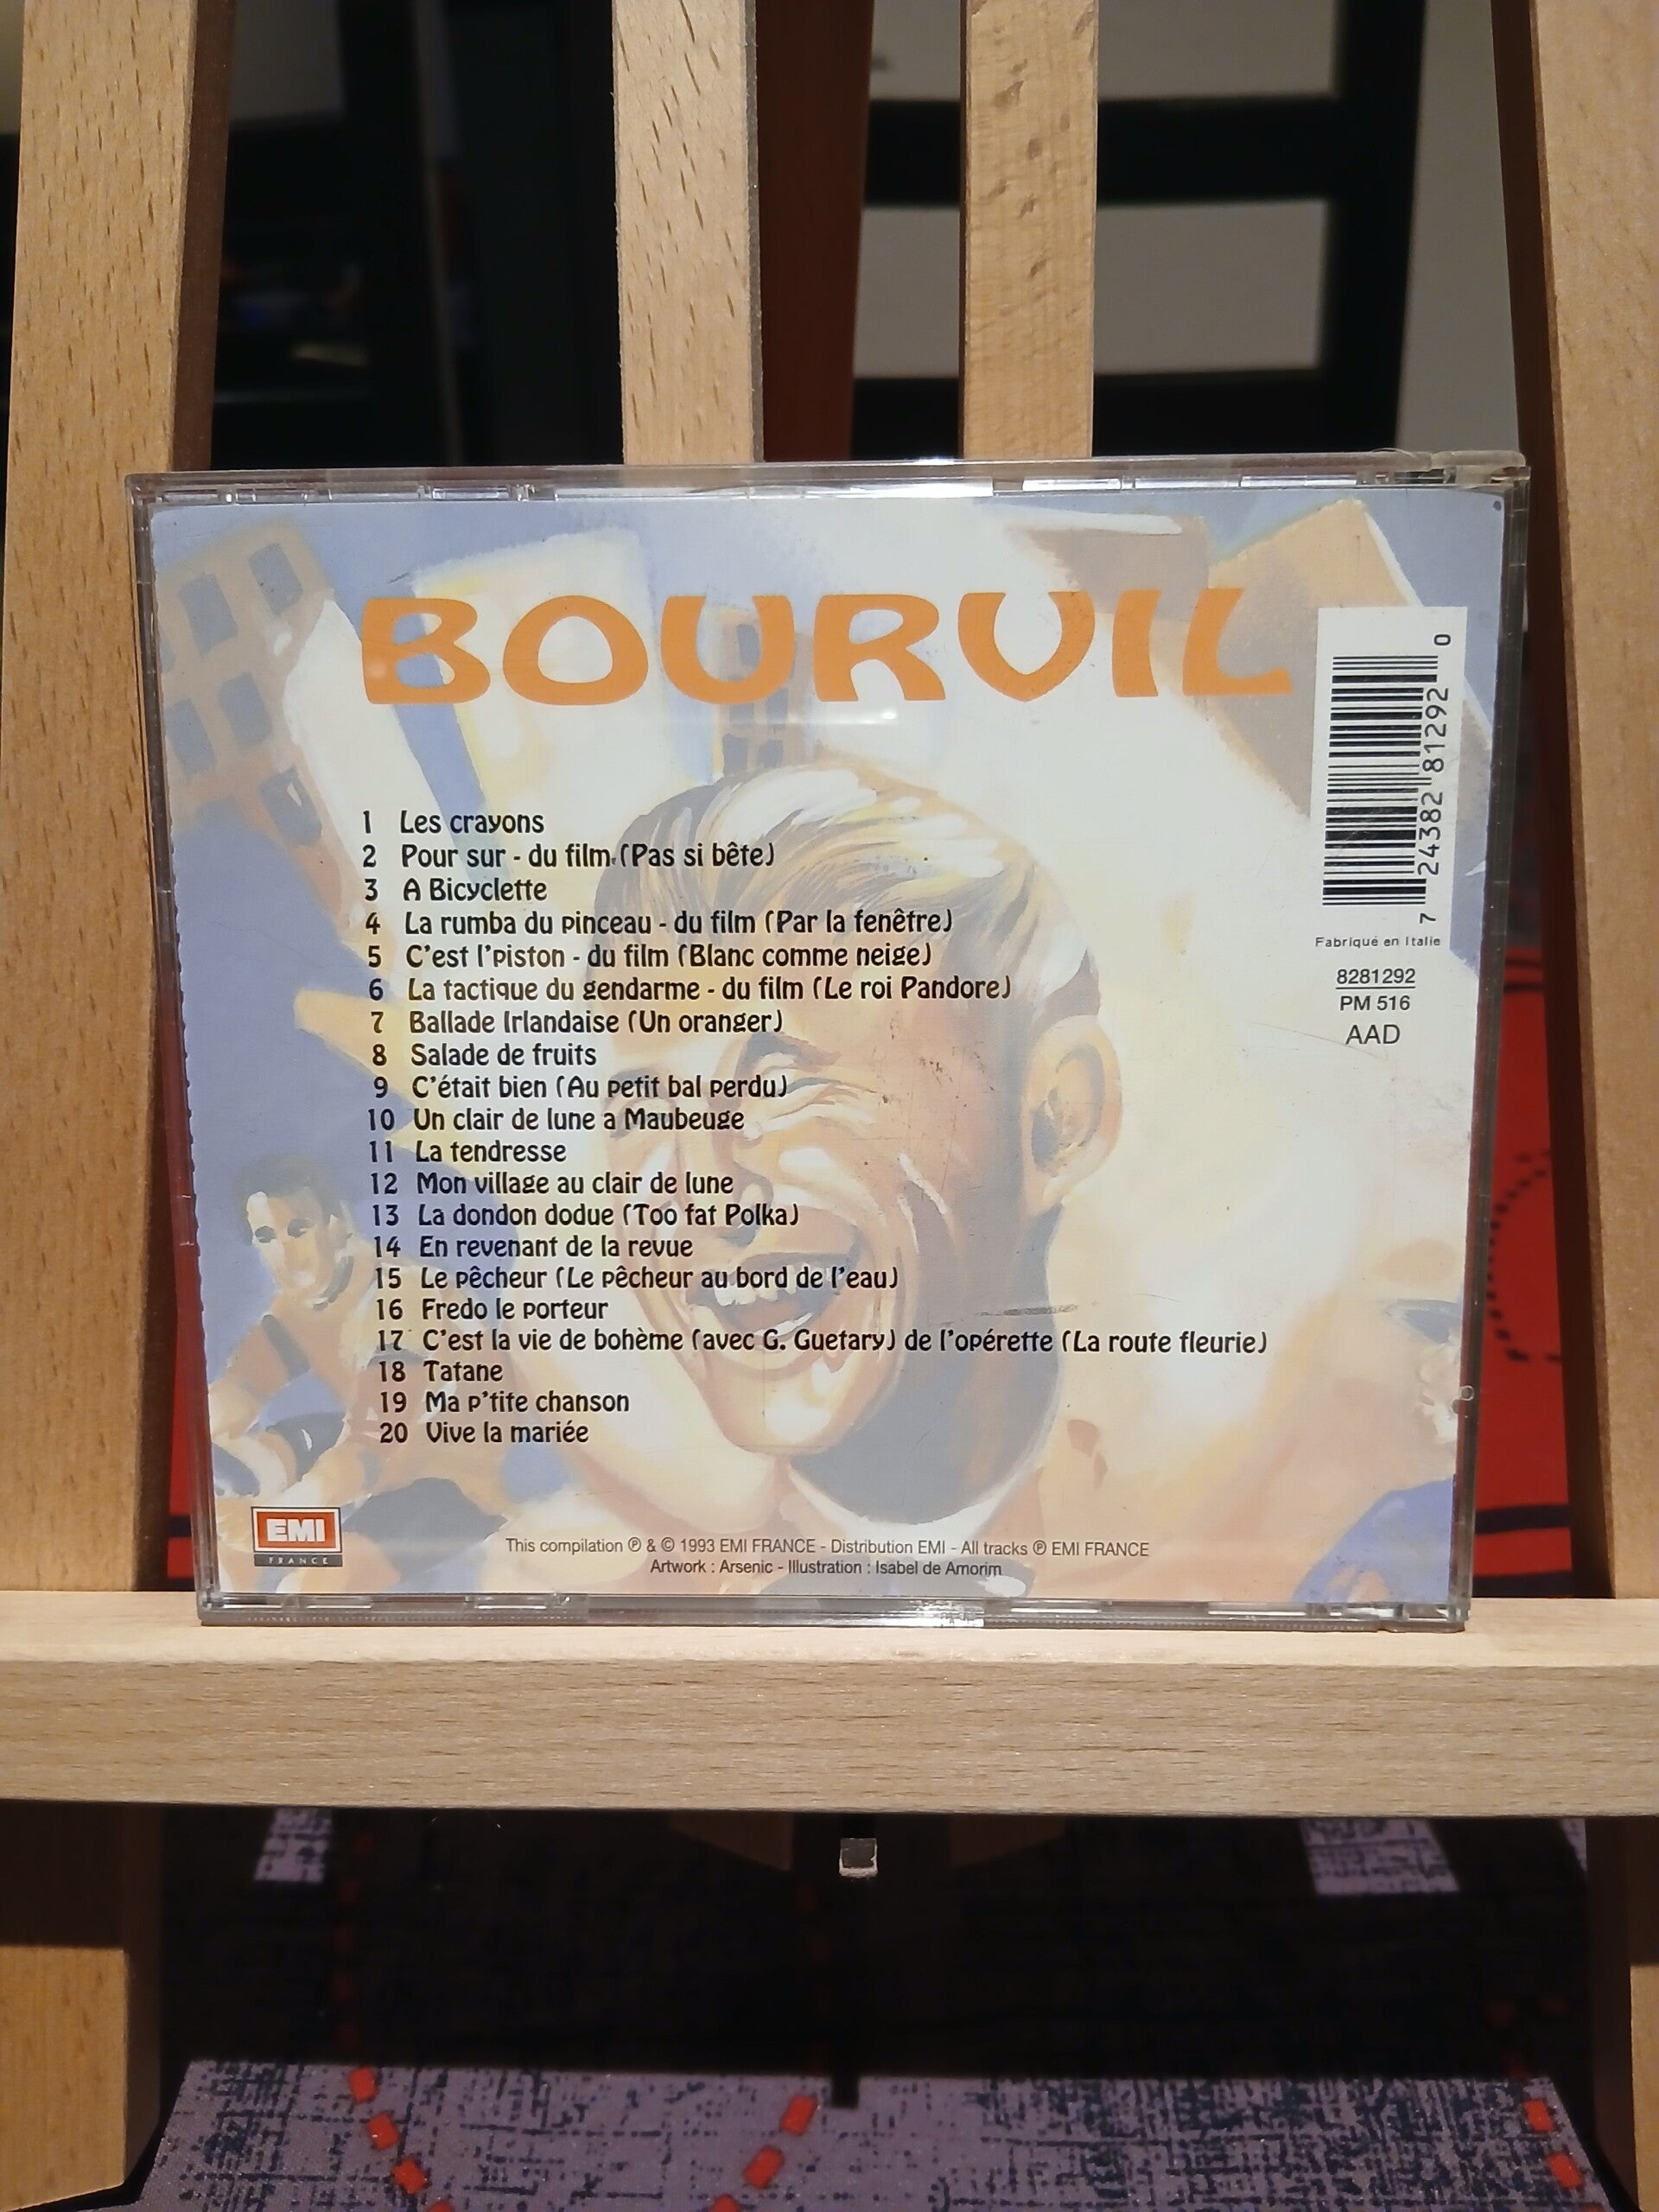 BOURVIL
1 Les crayons
2 Pour sur - du film (Pas si bête)
3 A Bicyclette
4 La rumba du pinceau - du film (Par la fenêtre)
5 C'est l'piston - du film (Blanc comme neige)
6 La tactique du gendarme - du film (Le roi Pandore)
7 Ballade Irlandaise (Un oranger)
8 Salade de fruits
9 C'était bien (Au petit bal perdu)
10 Un clair de lune a Maubeuge
11 La tendresse
12 Mon village au clair de lune
13 La dondon dodue (Too fat Polka)
14 En revenant de la revue
15 Le pêcheur (Le pêcheur au bord de l'eau)
16 Fredo le porteur
17 C'est la vie de bohème (avec G. Guetary) de l'opérette (La route fleurie)
18 Tatane
19 Ma p'tite chanson
20 Vive la mariée
7 24382 81292 0
Fabriqué en Italie
8281292
PM 516
AAD
EMI
FRANCE
This compilation ℗ & © 1993 EMI FRANCE - Distribution EMI - All tracks ℗ EMI FRANCE
Artwork : Arsenic - Illustration : Isabel de Amorim